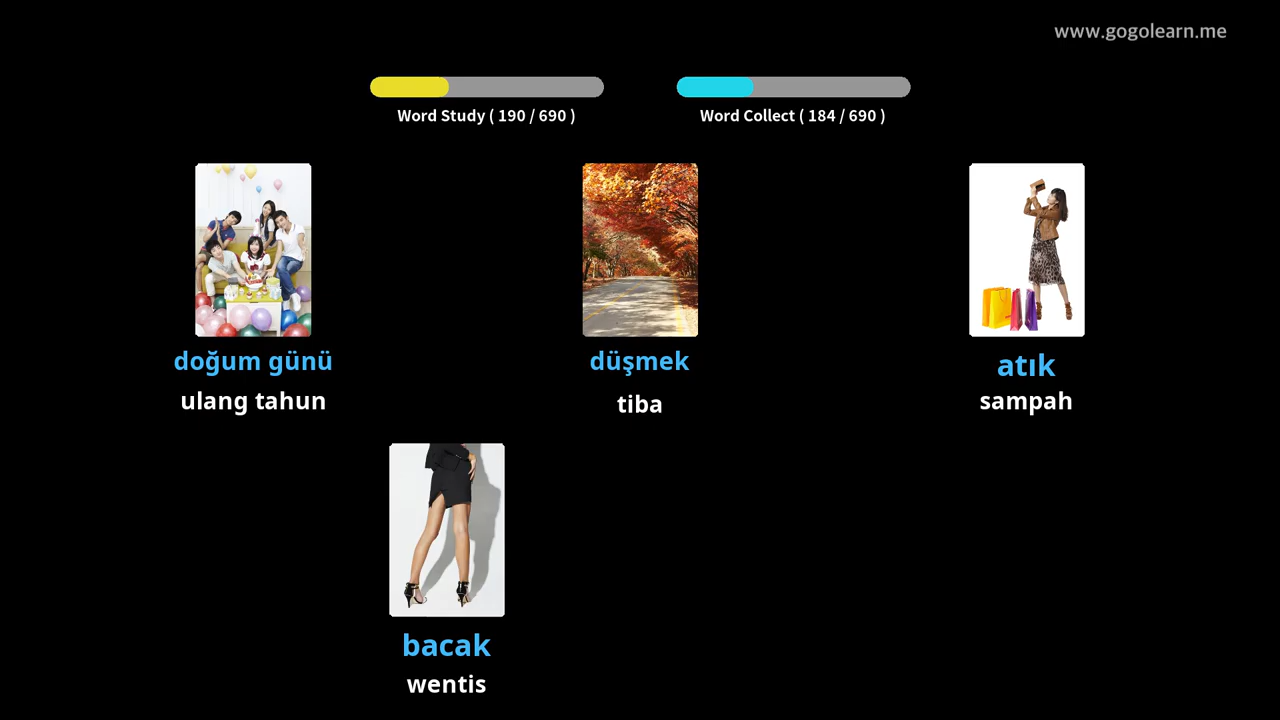 www.gogolearn.me
Word Study ( 190 / 690 )
Word Collect ( 184 / 690 )
doğum günü
ulang tahun
düşmek
tiba
atık
sampah
bacak
wentis